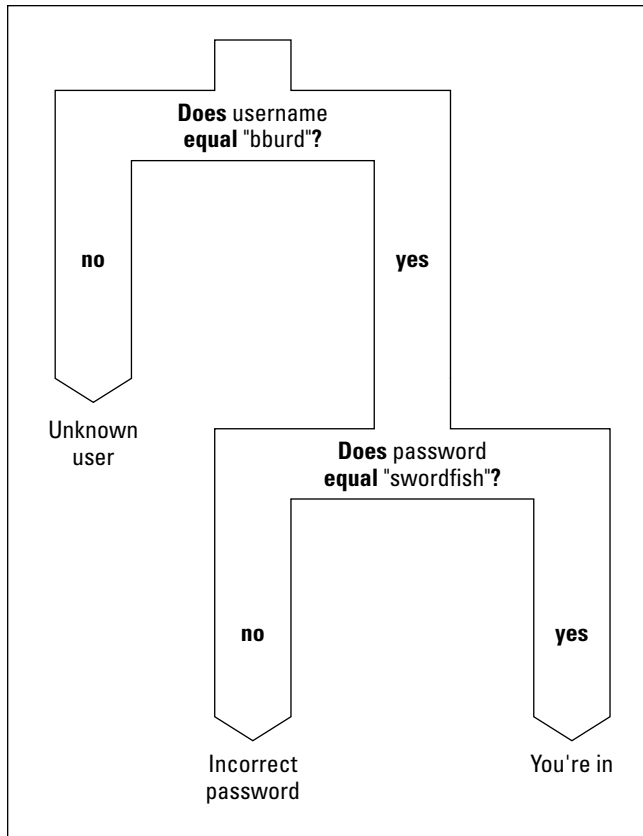 Does username
equal "bburd"?
no
yes
Unknown
user
Does password
equal "swordfish"?
no
yes
Incorrect
password
You're in